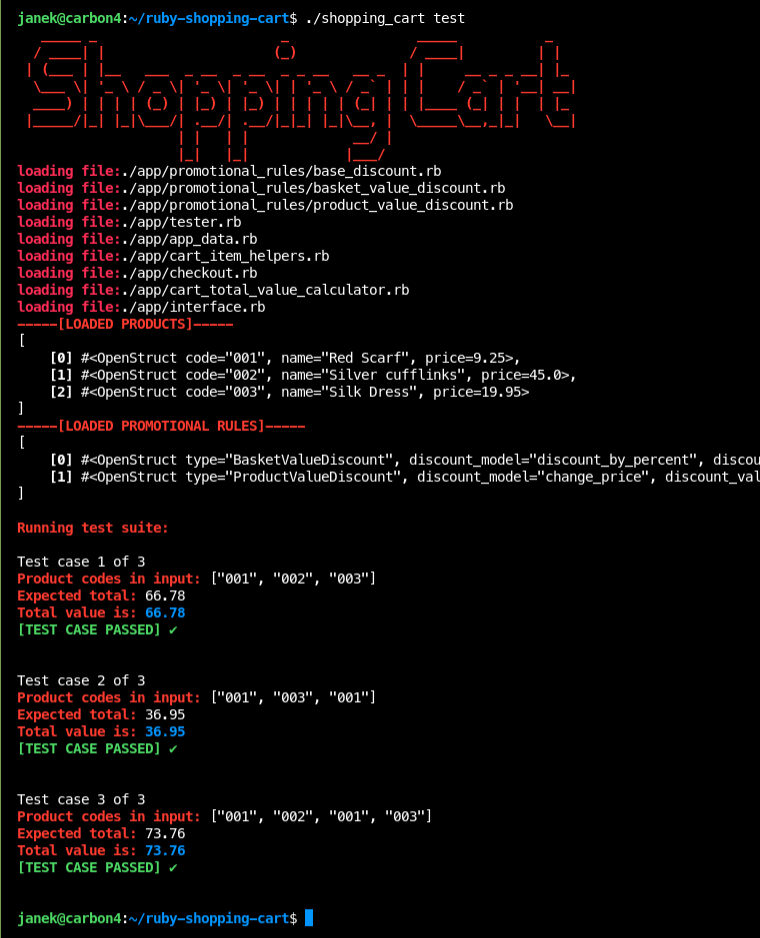 janek@carbon4:~/ruby-shopping-cart$ ./shopping_cart test
Shopping Cart
loading file:./app/promotional_rules/base_discount.rb
loading file:./app/promotional_rules/basket_value_discount.rb
loading file:./app/promotional_rules/product_value_discount.rb
loading file:./app/tester.rb
loading file:./app/app_data.rb
loading file:./app/cart_item_helpers.rb
loading file:./app/checkout.rb
loading file:./app/cart_total_value_calculator.rb
loading file:./app/interface.rb
-----[LOADED PRODUCTS]-----
[
    [0] #<OpenStruct code="001", name="Red Scarf", price=9.25>,
    [1] #<OpenStruct code="002", name="Silver cufflinks", price=45.0>,
    [2] #<OpenStruct code="003", name="Silk Dress", price=19.95>
]
-----[LOADED PROMOTIONAL RULES]-----
[
    [0] #<OpenStruct type="BasketValueDiscount", discount_model="discount_by_percent", discou
    [1] #<OpenStruct type="ProductValueDiscount", discount_model="change_price", discount_val
]
Running test suite:
Test case 1 of 3
Product codes in input: ["001", "002", "003"]
Expected total: 66.78
Total value is: 66.78
[TEST CASE PASSED] ✔
Test case 2 of 3
Product codes in input: ["001", "003", "001"]
Expected total: 36.95
Total value is: 36.95
[TEST CASE PASSED] ✔
Test case 3 of 3
Product codes in input: ["001", "002", "001", "003"]
Expected total: 73.76
Total value is: 73.76
[TEST CASE PASSED] ✔
janek@carbon4:~/ruby-shopping-cart$